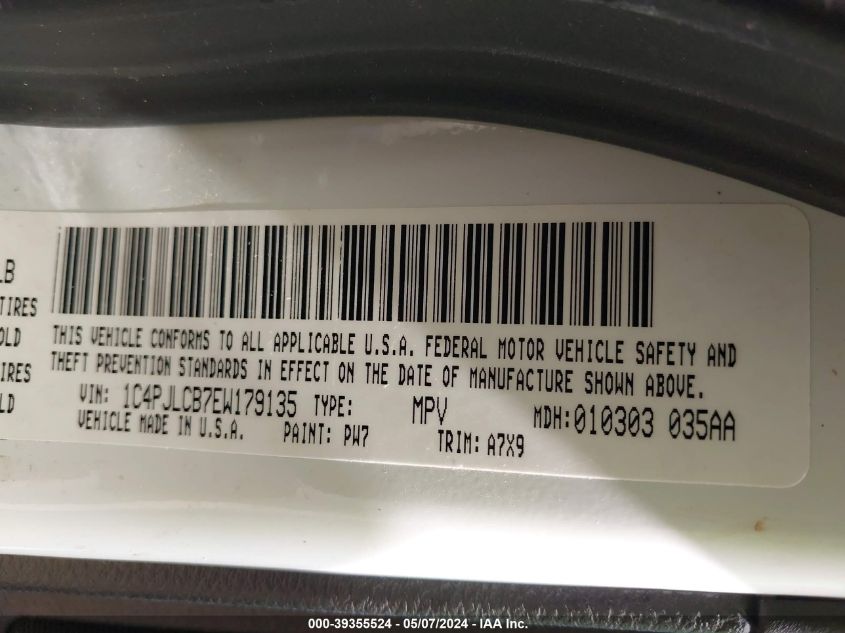 LB
TIRES
OLD
IRES
LD
THIS VEHICLE CONFORMS TO ALL APPLICABLE U.S.A. FEDERAL MOTOR VEHICLE SAFETY AND
THEFT PREVENTION STANDARDS IN EFFECT ON THE DATE OF MANUFACTURE SHOWN ABOVE.
VIN: 1C4PJLCB7EW179135 TYPE: MPV MDH:010303 035AA
VEHICLE MADE IN U.S.A. PAINT: PW7 TRIM: A7X9
000-39355524 - 05/07/2024 - IAA Inc.